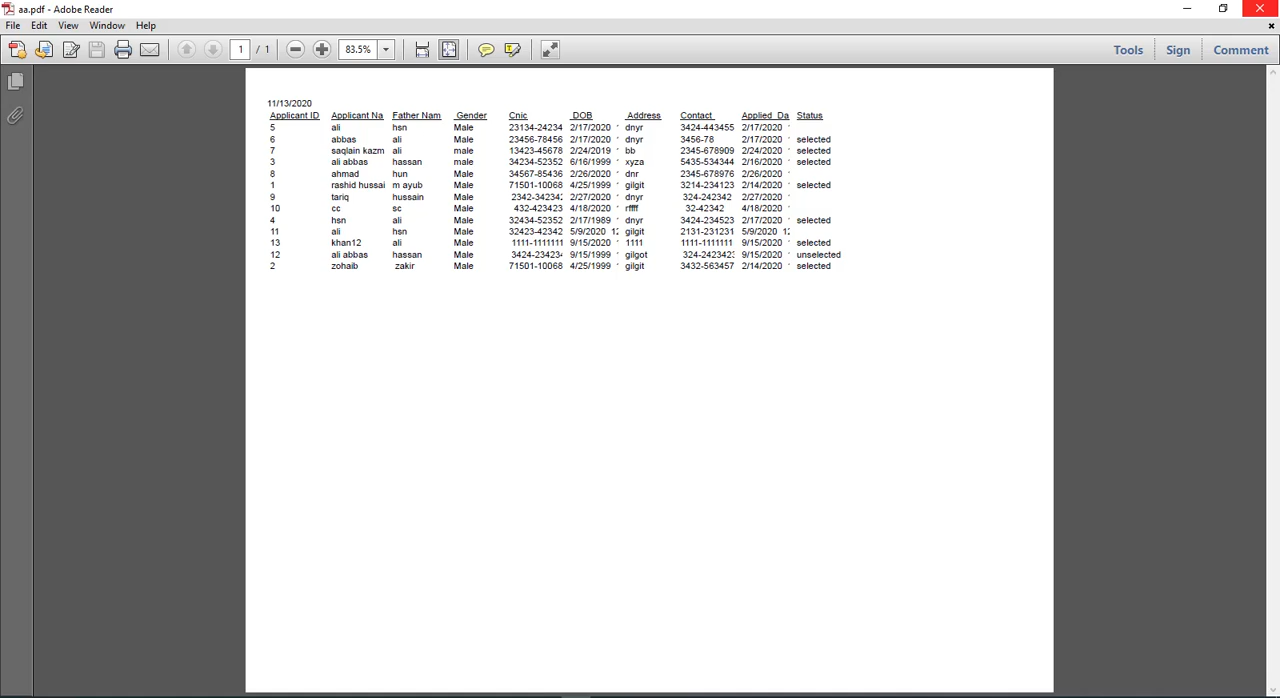 aa.pdf - Adobe Reader
File Edit View Window Help
1 / 1 83.5% Tools Sign Comment
11/13/2020
Applicant ID Applicant Na Father Nam Gender Cnic DOB Address Contact Applied_Da Status
5 ali hsn Male 23134-24234 2/17/2020 dnyr 3424-443455 2/17/2020
6 abbas ali Male 23456-78456 2/17/2020 dnyr 3456-78 2/17/2020 selected
7 saqlain kazm ali male 13423-45678 2/24/2019 bb 2345-678909 2/24/2020 selected
3 ali abbas hassan male 34234-52352 6/16/1999 xyza 5435-534344 2/16/2020 selected
8 ahmad hun Male 34567-85436 2/26/2020 dnr 2345-678976 2/26/2020
1 rashid hussai m ayub Male 71501-10068 4/25/1999 gilgit 3214-234123 2/14/2020 selected
9 tariq hussain Male 2342-34234 2/27/2020 dnyr 324-242342 2/27/2020
10 cc sc Male 432-423423 4/18/2020 rffff 32-42342 4/18/2020
4 hsn ali Male 32434-52352 2/17/1989 dnyr 3424-234523 2/17/2020 selected
11 ali hsn Male 32423-42342 5/9/2020 12 gilgit 2131-231231 5/9/2020 12
13 khan12 ali Male 1111-1111111 9/15/2020 1111 1111-1111111 9/15/2020 selected
12 ali abbas hassan Male 3424-23423 9/15/1999 gilgot 324-242342 9/15/2020 unselected
2 zohaib zakir Male 71501-10068 4/25/1999 gilgit 3432-563457 2/14/2020 selected